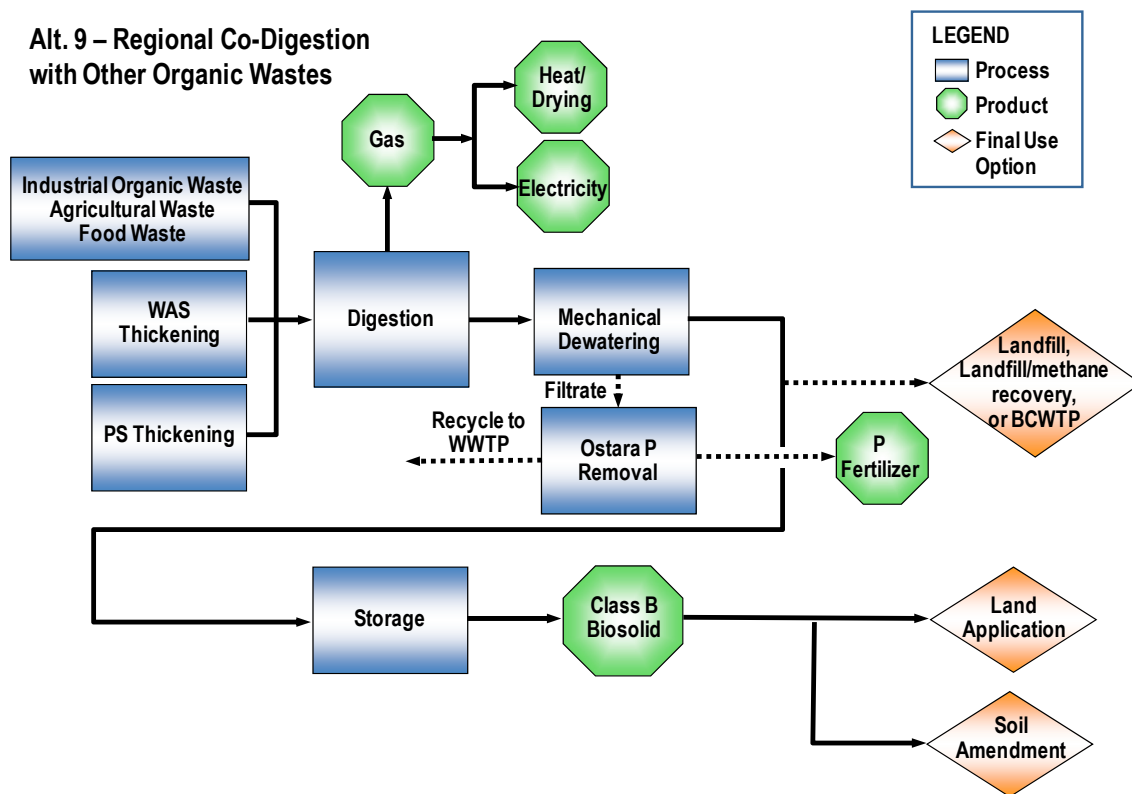 Alt. 9 – Regional Co-Digestion
with Other Organic Wastes
LEGEND
Process
Product
Final Use
Option
Heat/
Drying
Gas
Electricity
Industrial Organic Waste
Agricultural Waste
Food Waste
WAS
Thickening
PS Thickening
Digestion
Mechanical
Dewatering
Filtrate
Recycle to
WWTP
Ostara P
Removal
P
Fertilizer
Landfill,
Landfill/methane
recovery,
or BCWTP
Storage
Class B
Biosolid
Land
Application
Soil
Amendment